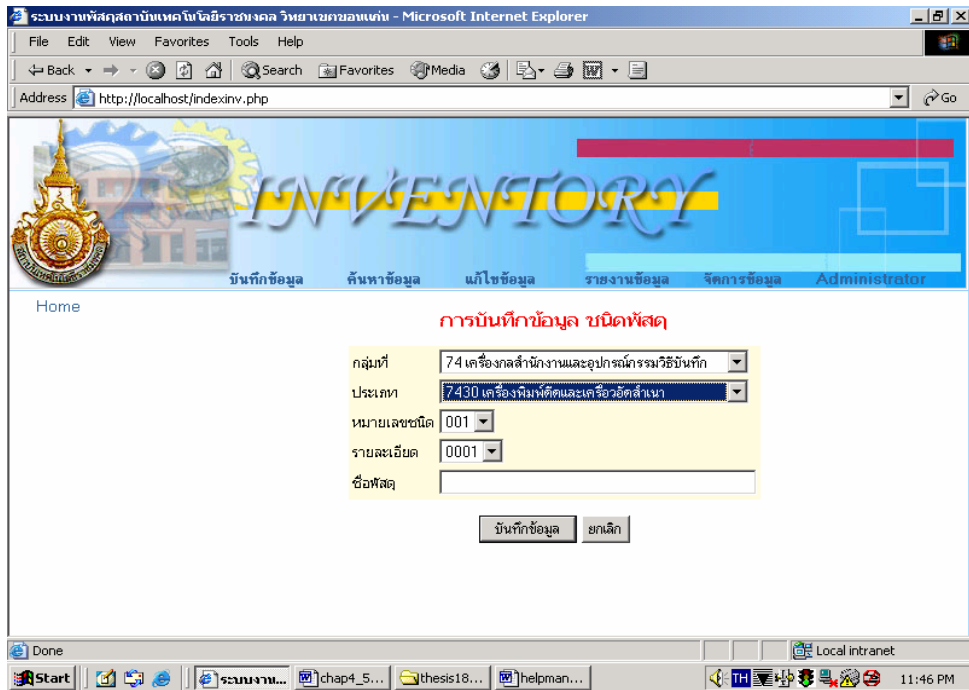 ระบบงานพัสดุสถาบันเทคโนโลยีราชมงคล วิทยาเขตขอนแก่น - Microsoft Internet Explorer
File Edit View Favorites Tools Help
Back Search Favorites Media
Address http://localhost/indexinv.php Go
INVENTORY
บันทึกข้อมูล ค้นหาข้อมูล แก้ไขข้อมูล รายงานข้อมูล จัดการข้อมูล Administrator
Home
การบันทึกข้อมูล ชนิดพัสดุ
กลุ่มที่ 74 เครื่องกลสำนักงานและอุปกรณ์กรรมวิธีบันทึก
ประเภท 7430 เครื่องพิมพ์ดีดและเครื่อวอัดสำเนา
หมายเลขชนิด 001
รายละเอียด 0001
ชื่อพัสดุ
บันทึกข้อมูล ยกเลิก
Done Local intranet
Start ระบบงาน... chap4_5... thesis18... helpman... TH 11:46 PM